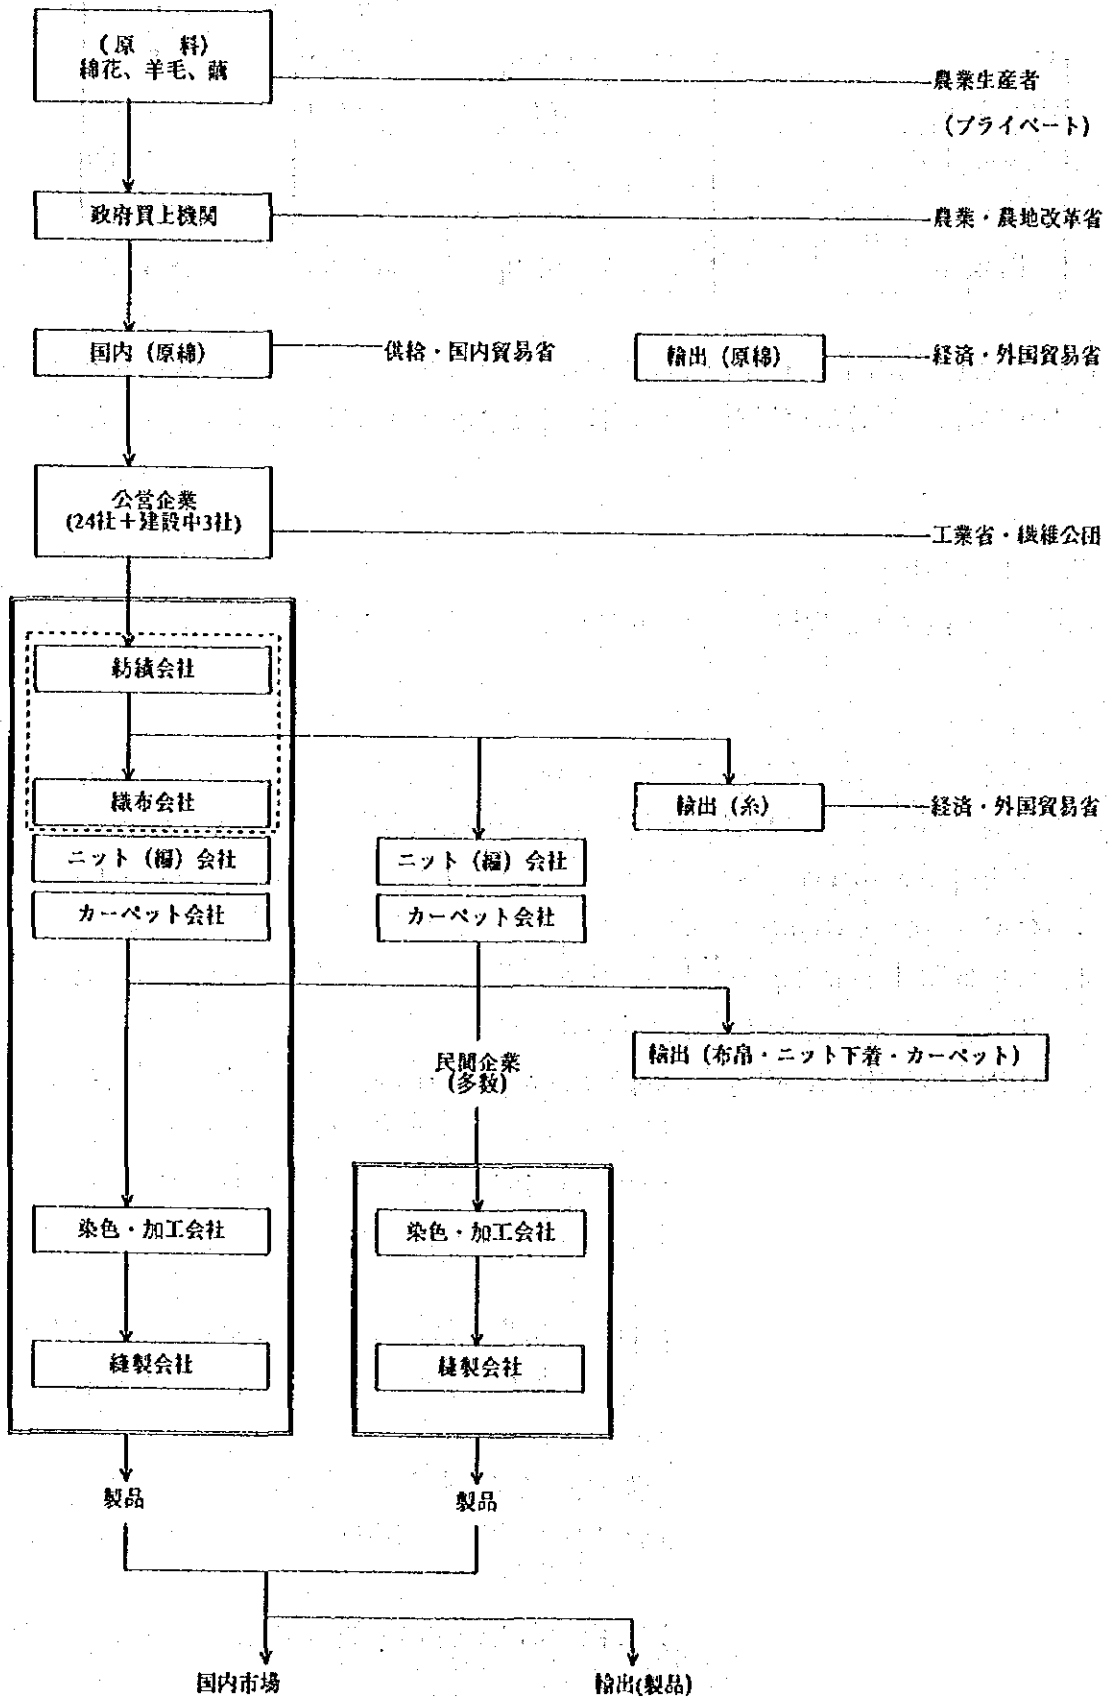 (原　料)
綿花、羊毛、繭
農業生産者
(プライベート)
政府買上機関
農業・農地改革省
国内（原綿）
供給・国内貿易省
輸出（原綿）
経済・外国貿易省
公営企業
(24社＋建設中3社)
工業省・繊維公団
紡績会社
織布会社
輸出（糸）
経済・外国貿易省
ニット（編）会社
ニット（編）会社
カーペット会社
カーペット会社
輸出（布帛・ニット下着・カーペット）
民間企業
(多数)
染色・加工会社
染色・加工会社
縫製会社
縫製会社
製品
製品
国内市場
輸出(製品)